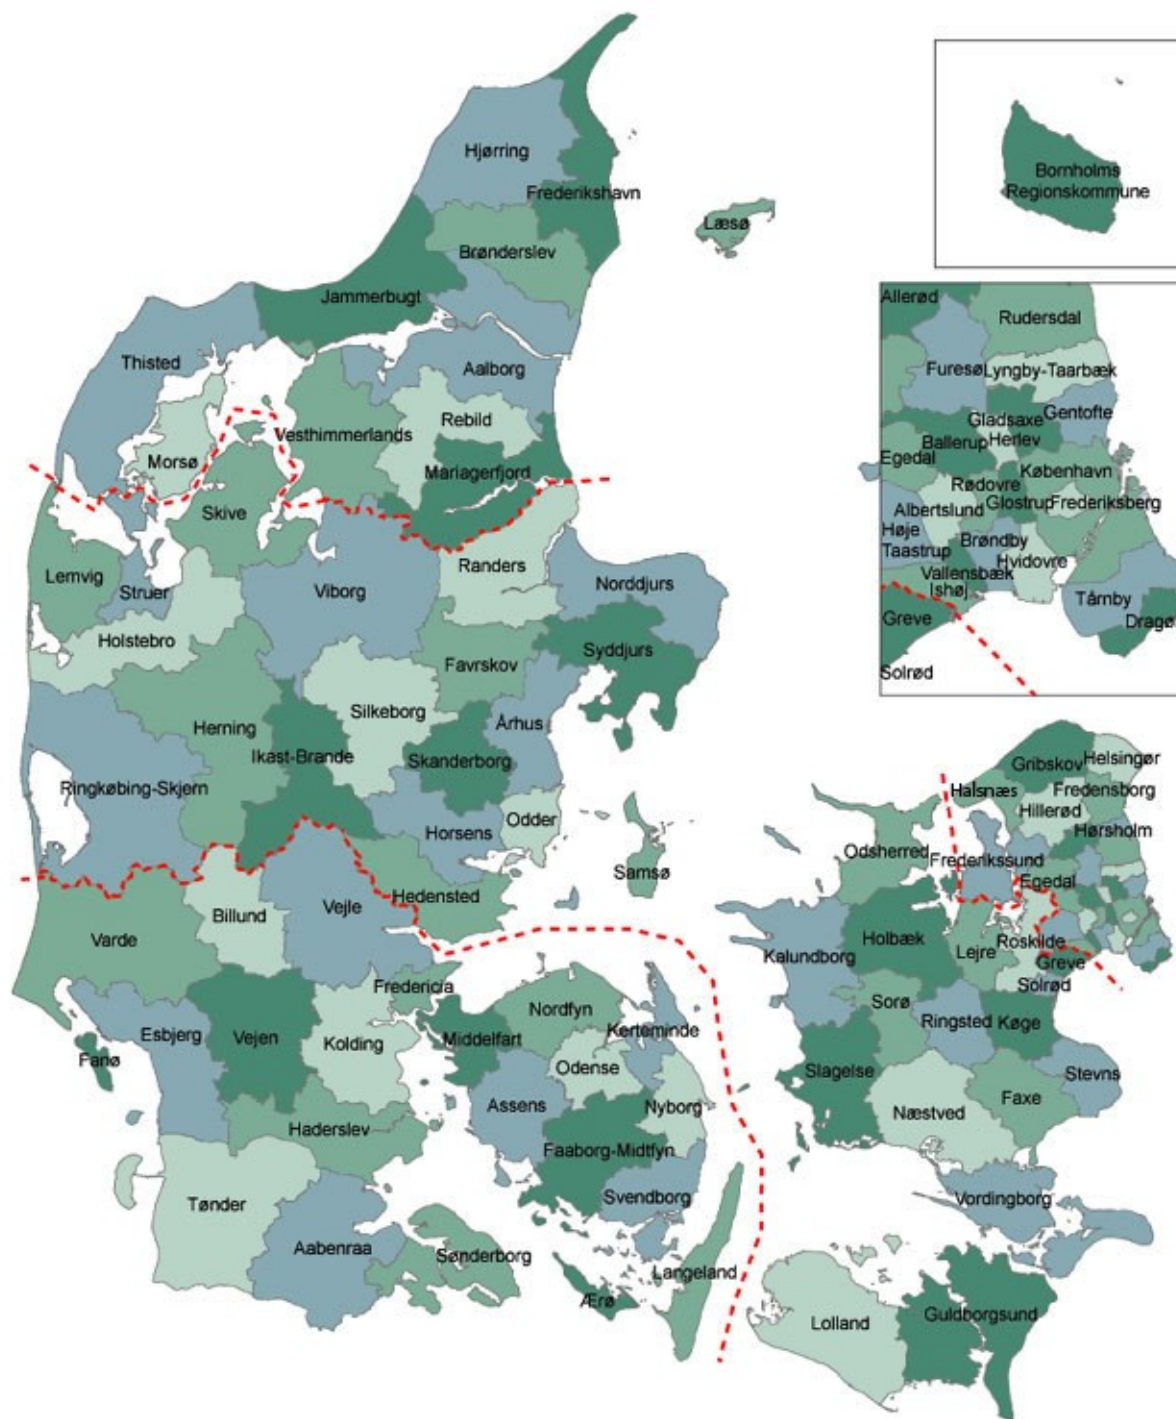 Hjørring
Frederikshavn
Læsø
Brønderslev
Jammerbugt
Thisted
Aalborg
Rebild
Vesthimmerlands
Morsø
Mariagerfjord
Skive
Randers
Lemvig
Struer
Viborg
Norddjurs
Holstebro
Favrskov
Syddjurs
Silkeborg
Århus
Herning
Ikast-Brande
Skanderborg
Ringkøbing-Skjern
Odder
Horsens
Samsø
Hedensted
Billund
Vejle
Varde
Fredericia
Nordfyn
Esbjerg
Vejen
Kolding
Middelfart
Kerteminde
Fanø
Odense
Assens
Nyborg
Haderslev
Faaborg-Midtfyn
Svendborg
Tønder
Aabenraa
Sønderborg
Langeland
Ærø
Bornholms
Regionskommune
Allerød
Rudersdal
Furesø
Lyngby-Taarbæk
Gladsaxe
Gentofte
Ballerup
Herlev
Egedal
København
Rødovre
Glostrup
Frederiksberg
Albertslund
Høje
Taastrup
Brøndby
Hvidovre
Vallensbæk
Ishøj
Tårnby
Greve
Dragø
Solrød
Gribskov
Helsingør
Halsnæs
Fredensborg
Hillerød
Hørsholm
Odsherred
Frederikssund
Egedal
Holbæk
Roskilde
Kalundborg
Lejre
Greve
Solrød
Sorø
Ringsted
Køge
Slagelse
Stevns
Faxe
Næstved
Vordingborg
Lolland
Guldborgsund